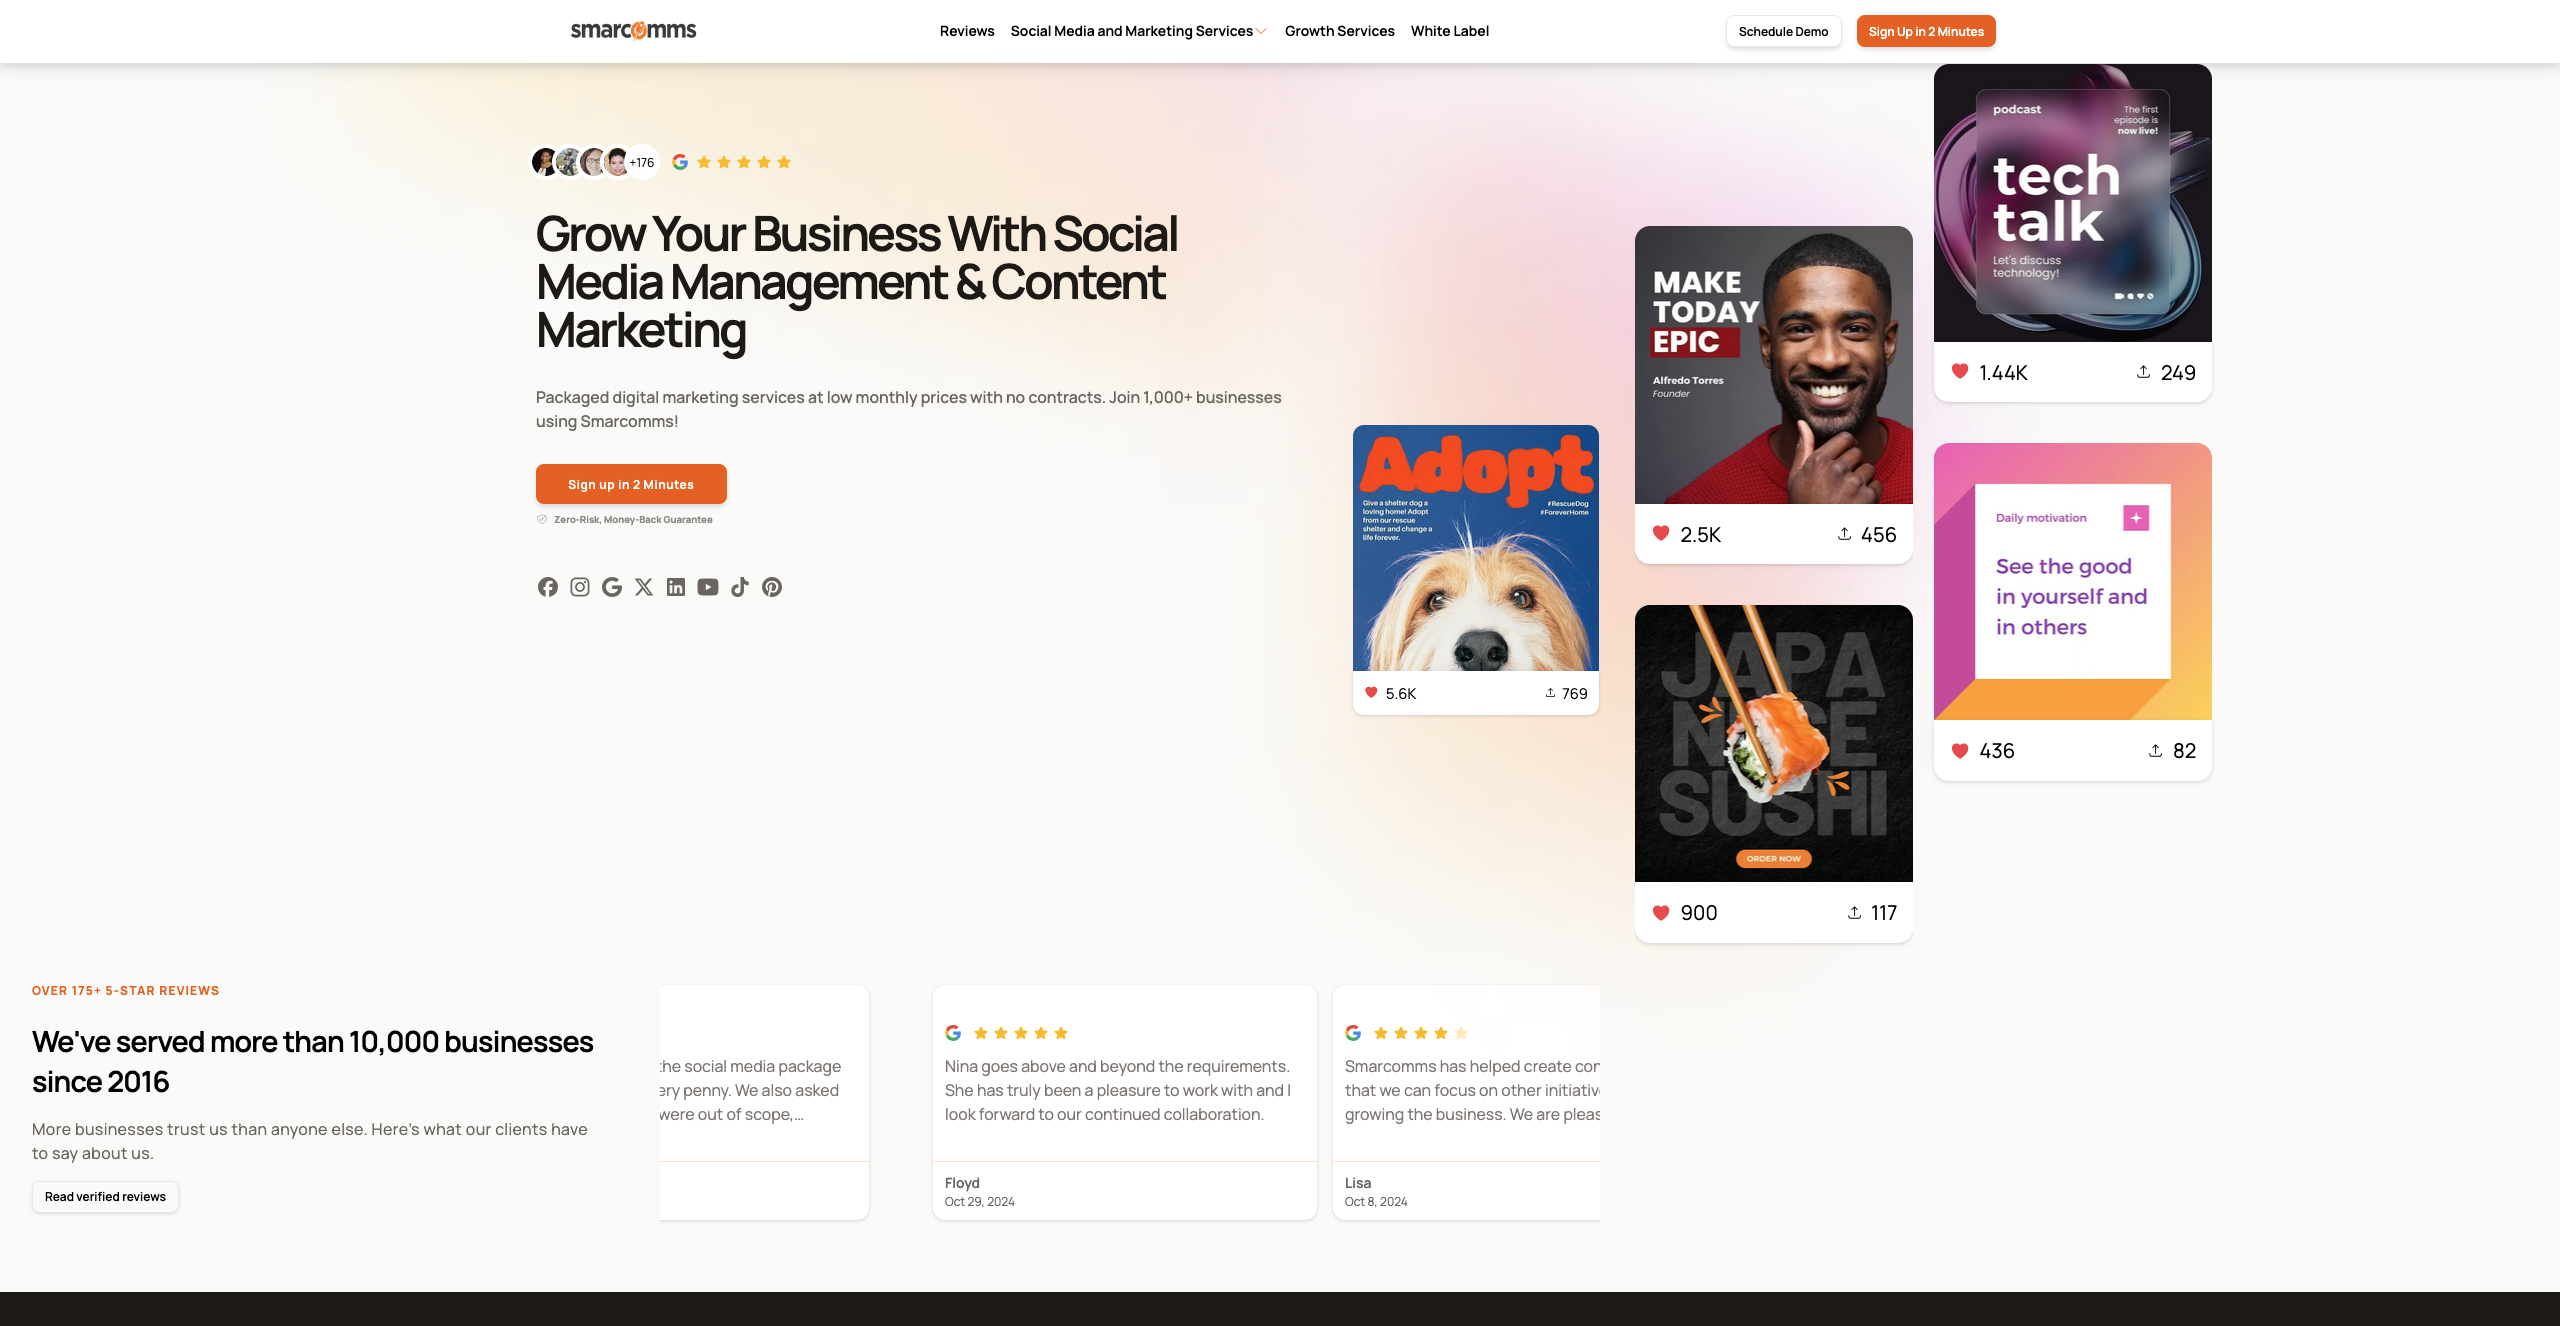 smarcomms
Reviews
Social Media and Marketing Services
Growth Services
White Label
Schedule Demo
Sign Up in 2 Minutes
+176
Grow Your Business With Social
Media Management & Content
Marketing
Packaged digital marketing services at low monthly prices with no contracts. Join 1,000+ businesses
using Smarcomms!
Sign up in 2 Minutes
Zero-Risk, Money-Back Guarantee
Adopt
Give a shelter dog a
loving home! Adopt
from our rescue
shelter and change a
life forever.
#RescueDog
#ForeverHome
5.6K
769
MAKE
TODAY
EPIC
Alfredo Torres
Founder
2.5K
456
JAPA
NESE
SUSHI
ORDER NOW
900
117
podcast
The first
episode is
now live!
tech
talk
Let's discuss
technology!
1.44K
249
Daily motivation
See the good
in yourself and
in others
436
82
OVER 175+ 5-STAR REVIEWS
We've served more than 10,000 businesses
since 2016
More businesses trust us than anyone else. Here's what our clients have
to say about us.
Read verified reviews
the social media package
ery penny. We also asked
were out of scope,...
Nina goes above and beyond the requirements.
She has truly been a pleasure to work with and I
look forward to our continued collaboration.
Floyd
Oct 29, 2024
Smarcomms has helped create con
that we can focus on other initiativ
growing the business. We are pleas
Lisa
Oct 8, 2024